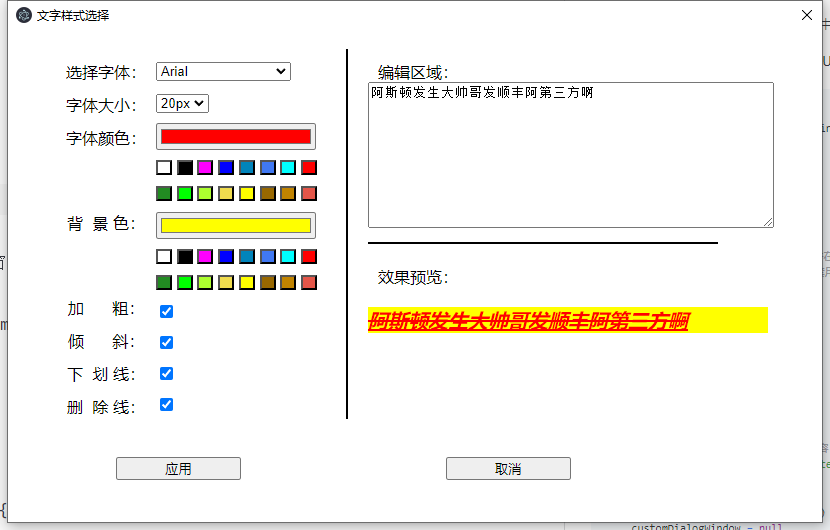 文字样式选择
选择字体：
Arial
字体大小：
20px
字体颜色：
背 景 色：
加 粗：
倾 斜：
下 划 线：
删 除 线：
编辑区域：
阿斯顿发生大帅哥发顺丰阿第三方啊
效果预览：
阿斯顿发生大帅哥发顺丰阿第三方啊
应用
取消
customDialogWindow = null